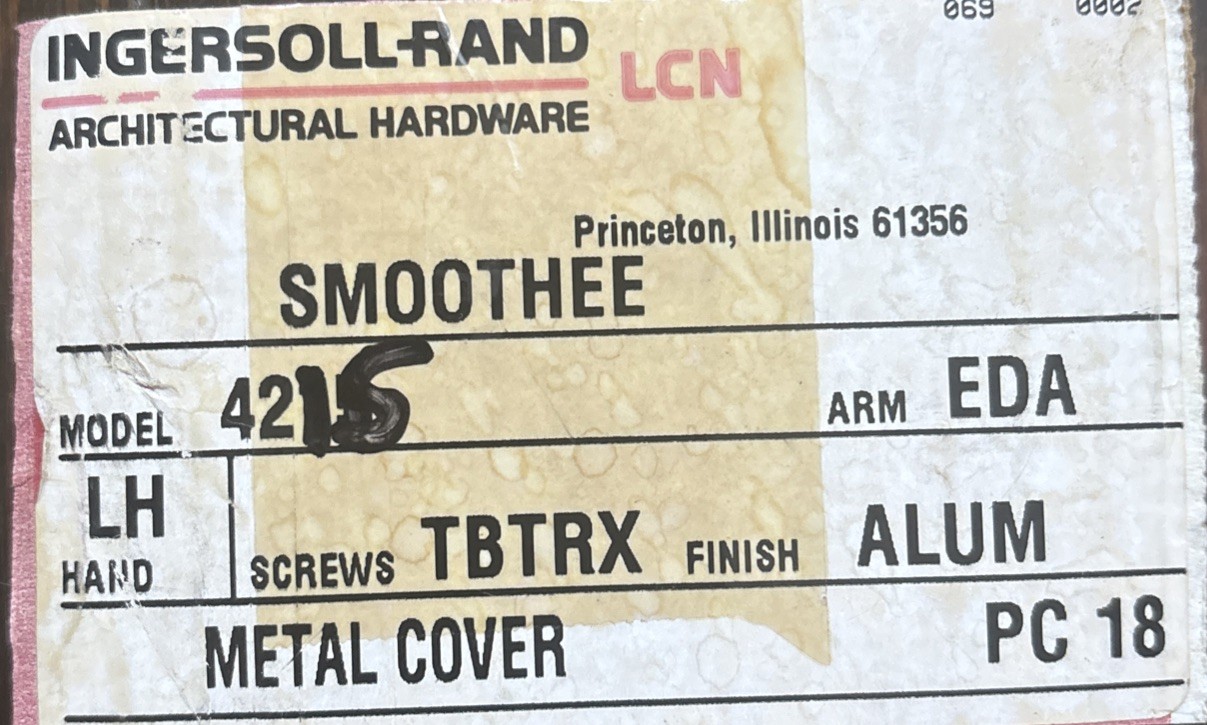 069 0002
INGERSOLL-RAND LCN
ARCHITECTURAL HARDWARE
Princeton, Illinois 61356
SMOOTHEE
MODEL 4215 ARM EDA
LH
HAND SCREWS TBTRX FINISH ALUM
METAL COVER PC 18